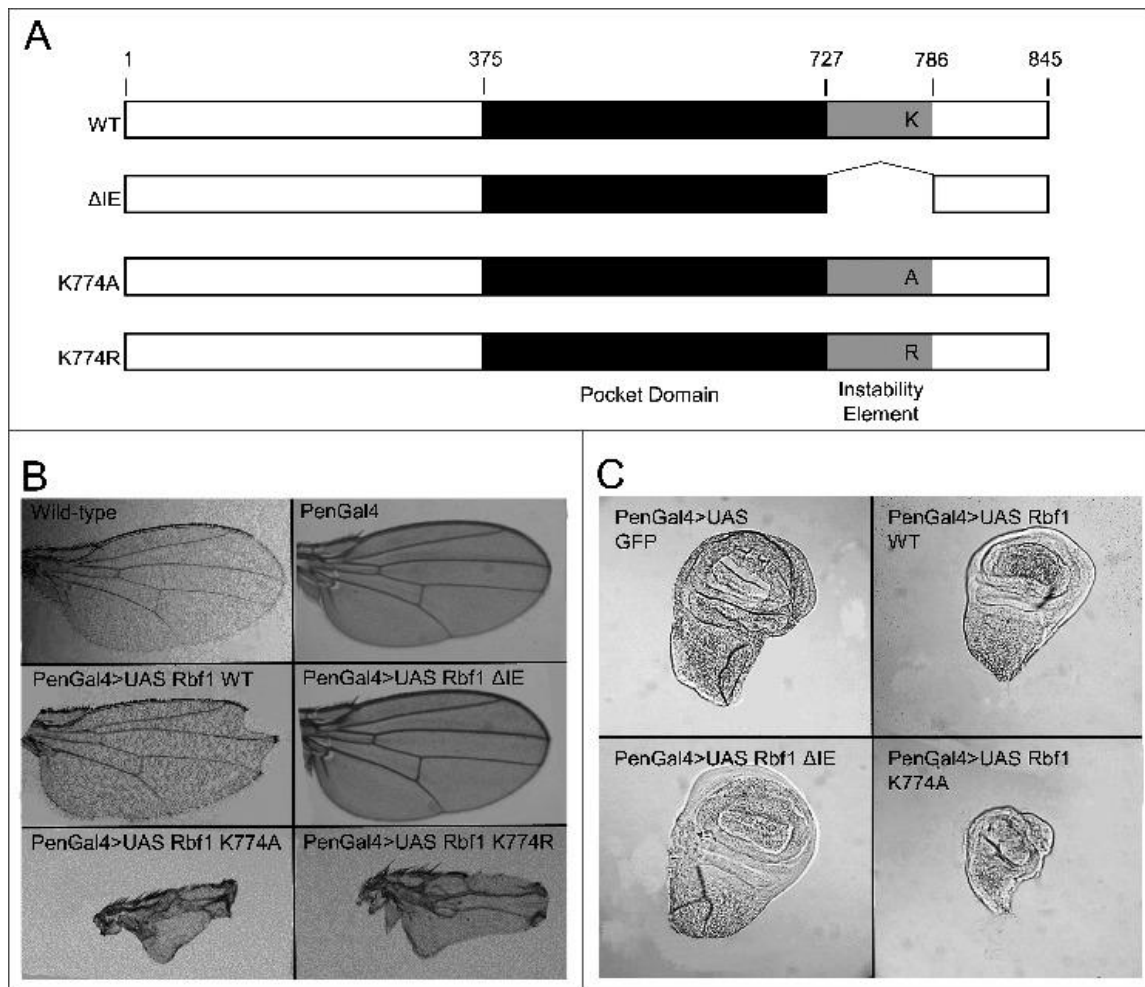 A
1 375 727 786 845
WT K
ΔIE
K774A A
K774R R
Pocket Domain Instability
Element
B
Wild-type PenGal4
PenGal4>UAS Rbf1 WT PenGal4>UAS Rbf1 ΔIE
PenGal4>UAS Rbf1 K774A PenGal4>UAS Rbf1 K774R
C
PenGal4>UAS
GFP
PenGal4>UAS Rbf1
WT
PenGal4>UAS Rbf1 ΔIE
PenGal4>UAS Rbf1
K774A